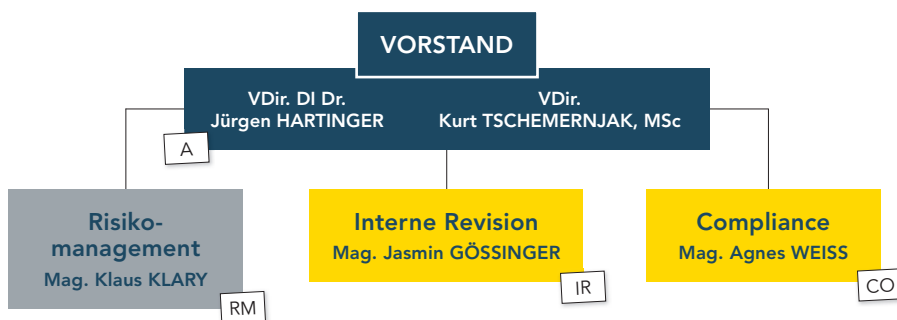 VORSTAND
VDir. DI Dr.
Jürgen HARTINGER
VDir.
Kurt TSCHEMERNJAK, MSc
A
Risiko-
management
Mag. Klaus KLARY
RM
Interne Revision
Mag. Jasmin GÖSSINGER
IR
Compliance
Mag. Agnes WEISS
CO